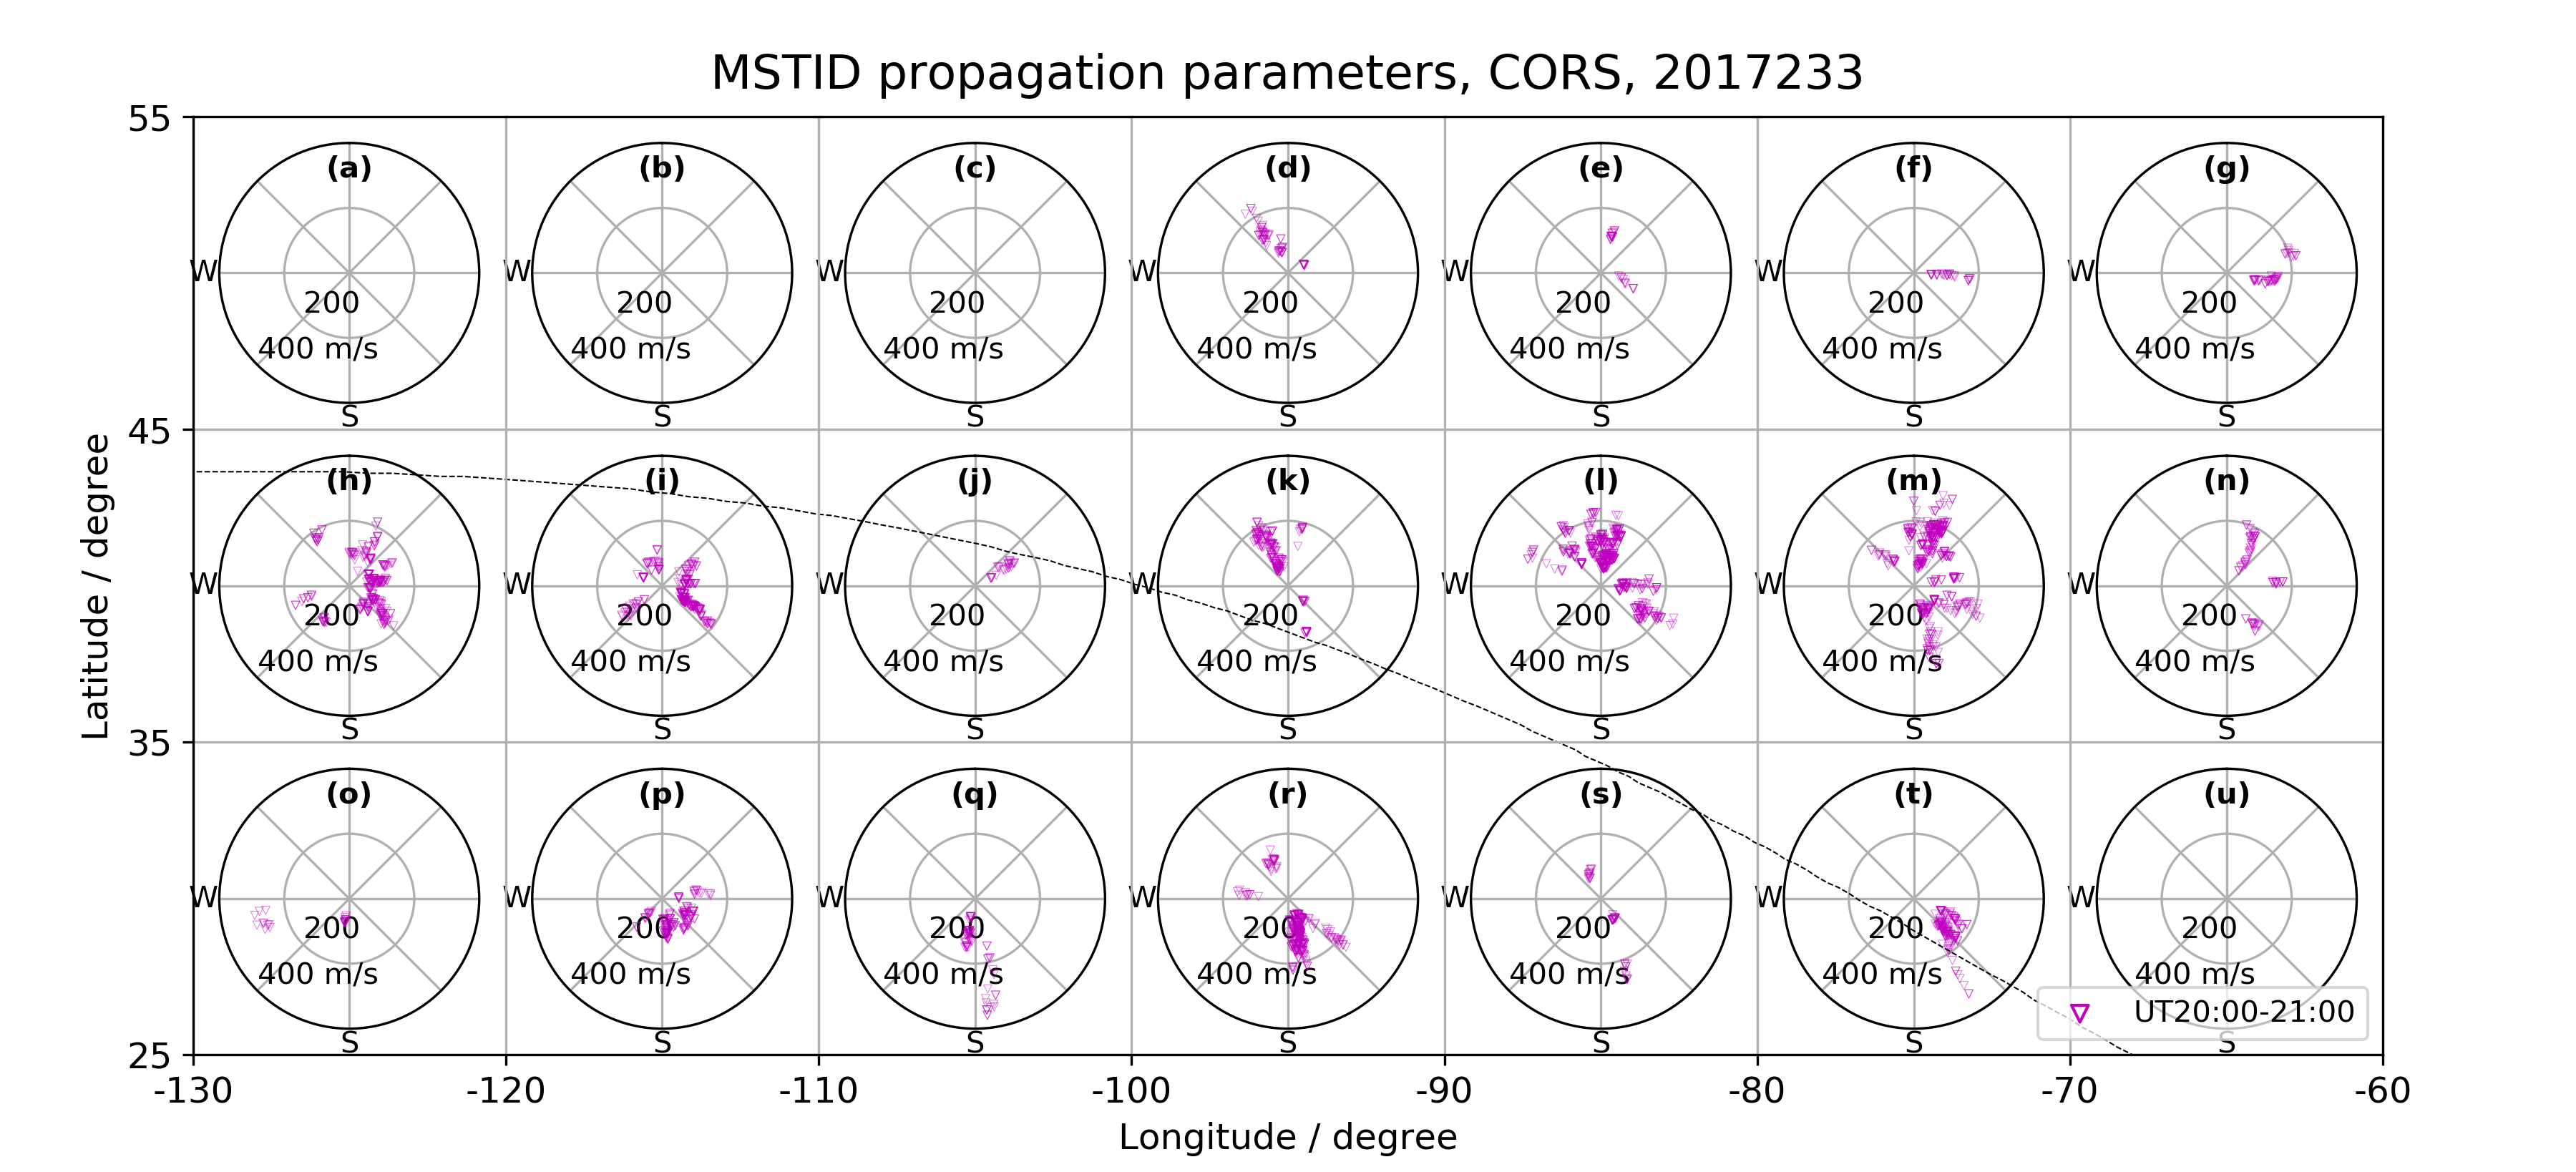 MSTID propagation parameters, CORS, 2017233
55
(a) (b) (c) (d) (e) (f) (g)
W W W W W W W
200 200 200 200 200 200 200
400 m/s 400 m/s 400 m/s 400 m/s 400 m/s 400 m/s 400 m/s
S S S S S S S
45
(h) (i) (j) (k) (l) (m) (n)
W W W W W W W
200 200 200 200 200 200 200
400 m/s 400 m/s 400 m/s 400 m/s 400 m/s 400 m/s 400 m/s
S S S S S S S
Latitude / degree
35
(o) (p) (q) (r) (s) (t) (u)
W W W W W W W
200 200 200 200 200 200 200
400 m/s 400 m/s 400 m/s 400 m/s 400 m/s 400 m/s 400 m/s
UT20:00-21:00
S S S S S S S
25
-130 -120 -110 -100 -90 -80 -70 -60
Longitude / degree